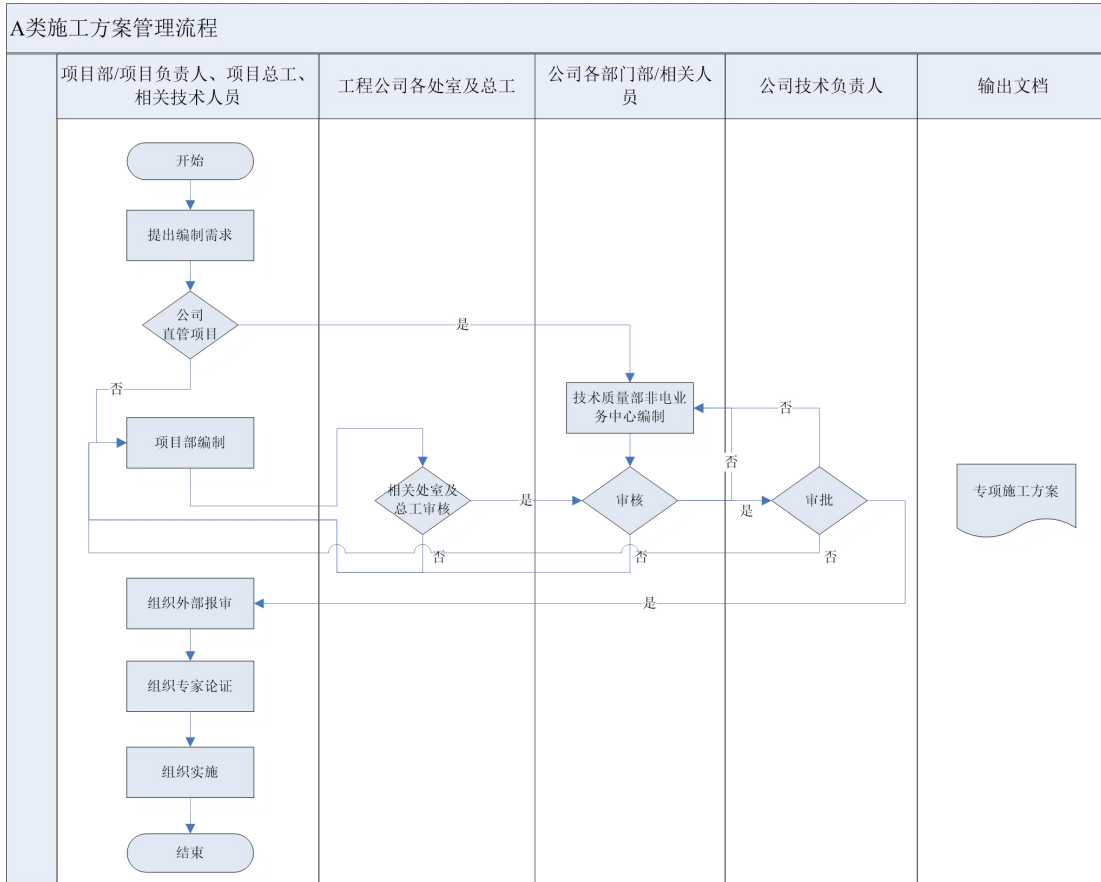 A类施工方案管理流程
项目部/项目负责人、项目总工、
相关技术人员
工程公司各处室及总工
公司各部门部/相关人
员
公司技术负责人
输出文档
开始
提出编制需求
公司
直管项目
是
否
技术质量部非电业
务中心编制
否
项目部编制
否
相关处室及
总工审核
是
审核
是
审批
专项施工方案
否
否
否
组织外部报审
是
组织专家论证
组织实施
结束